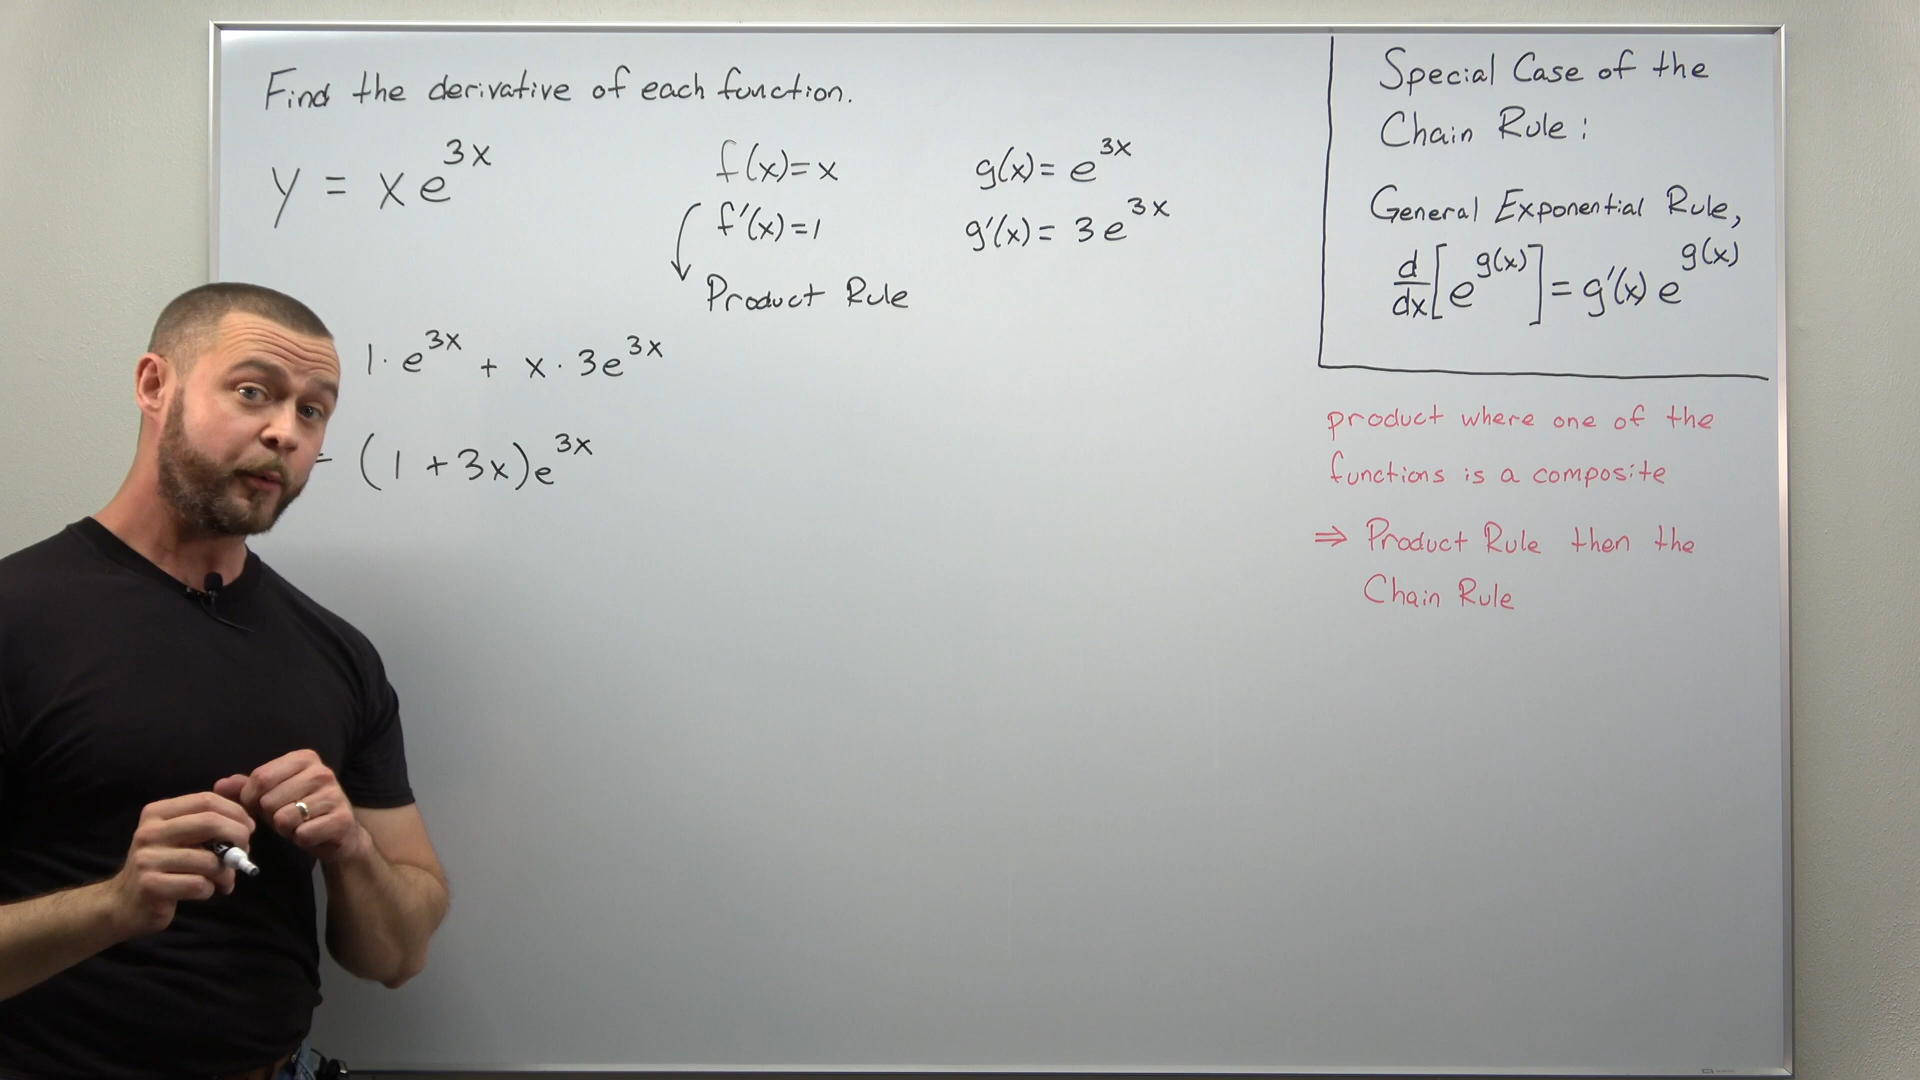 Find the derivative of each function.
y = xe^{3x}
f(x)= x
g(x)= e^{3x}
f'(x)=1
g'(x)= 3e^{3x}
Product Rule
1·e^{3x} + x·3e^{3x}
= (1+3x)e^{3x}
Special Case of the
Chain Rule:
General Exponential Rule,
d/dx[e^{g(x)}]= g'(x)e^{g(x)}
product where one of the
functions is a composite
⇒ Product Rule then the
Chain Rule